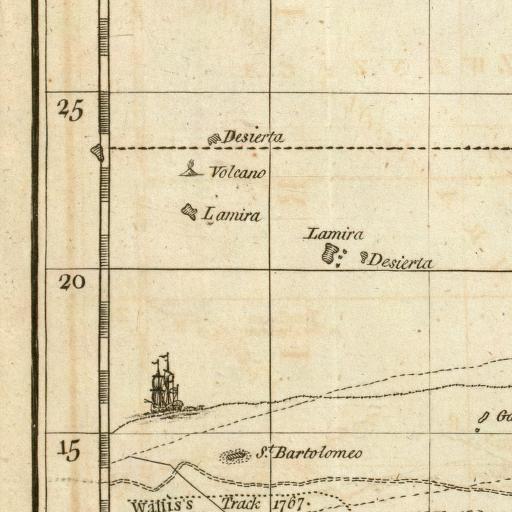 25
Desierta
Volcano
Lamira
Lamira
Desierta
20
15
St. Bartolomeo
Wallis's Track 1767.